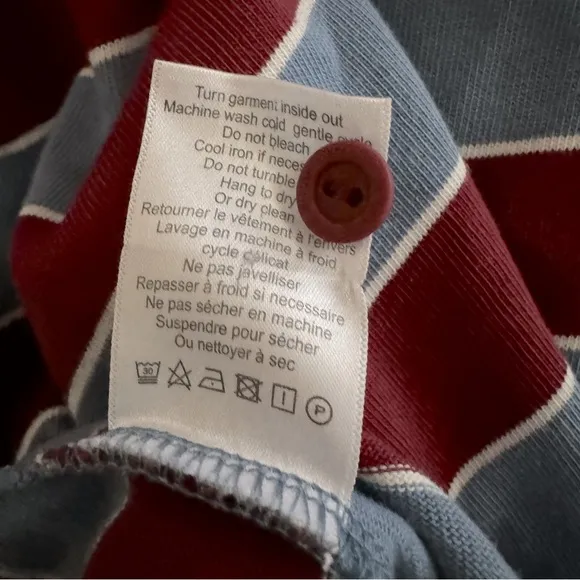 Turn garment inside out
Machine wash cold gentle cycle
Do not bleach
Cool iron if neces
Do not tumble
Hang to dry
Or dry clean
Retourner le vêtement à l'envers
Lavage en machine à froid
cycle délicat
Ne pas javelliser
Repasser à froid si necessaire
Ne pas sécher en machine
Suspendre pour sécher
Ou nettoyer à sec
30
P